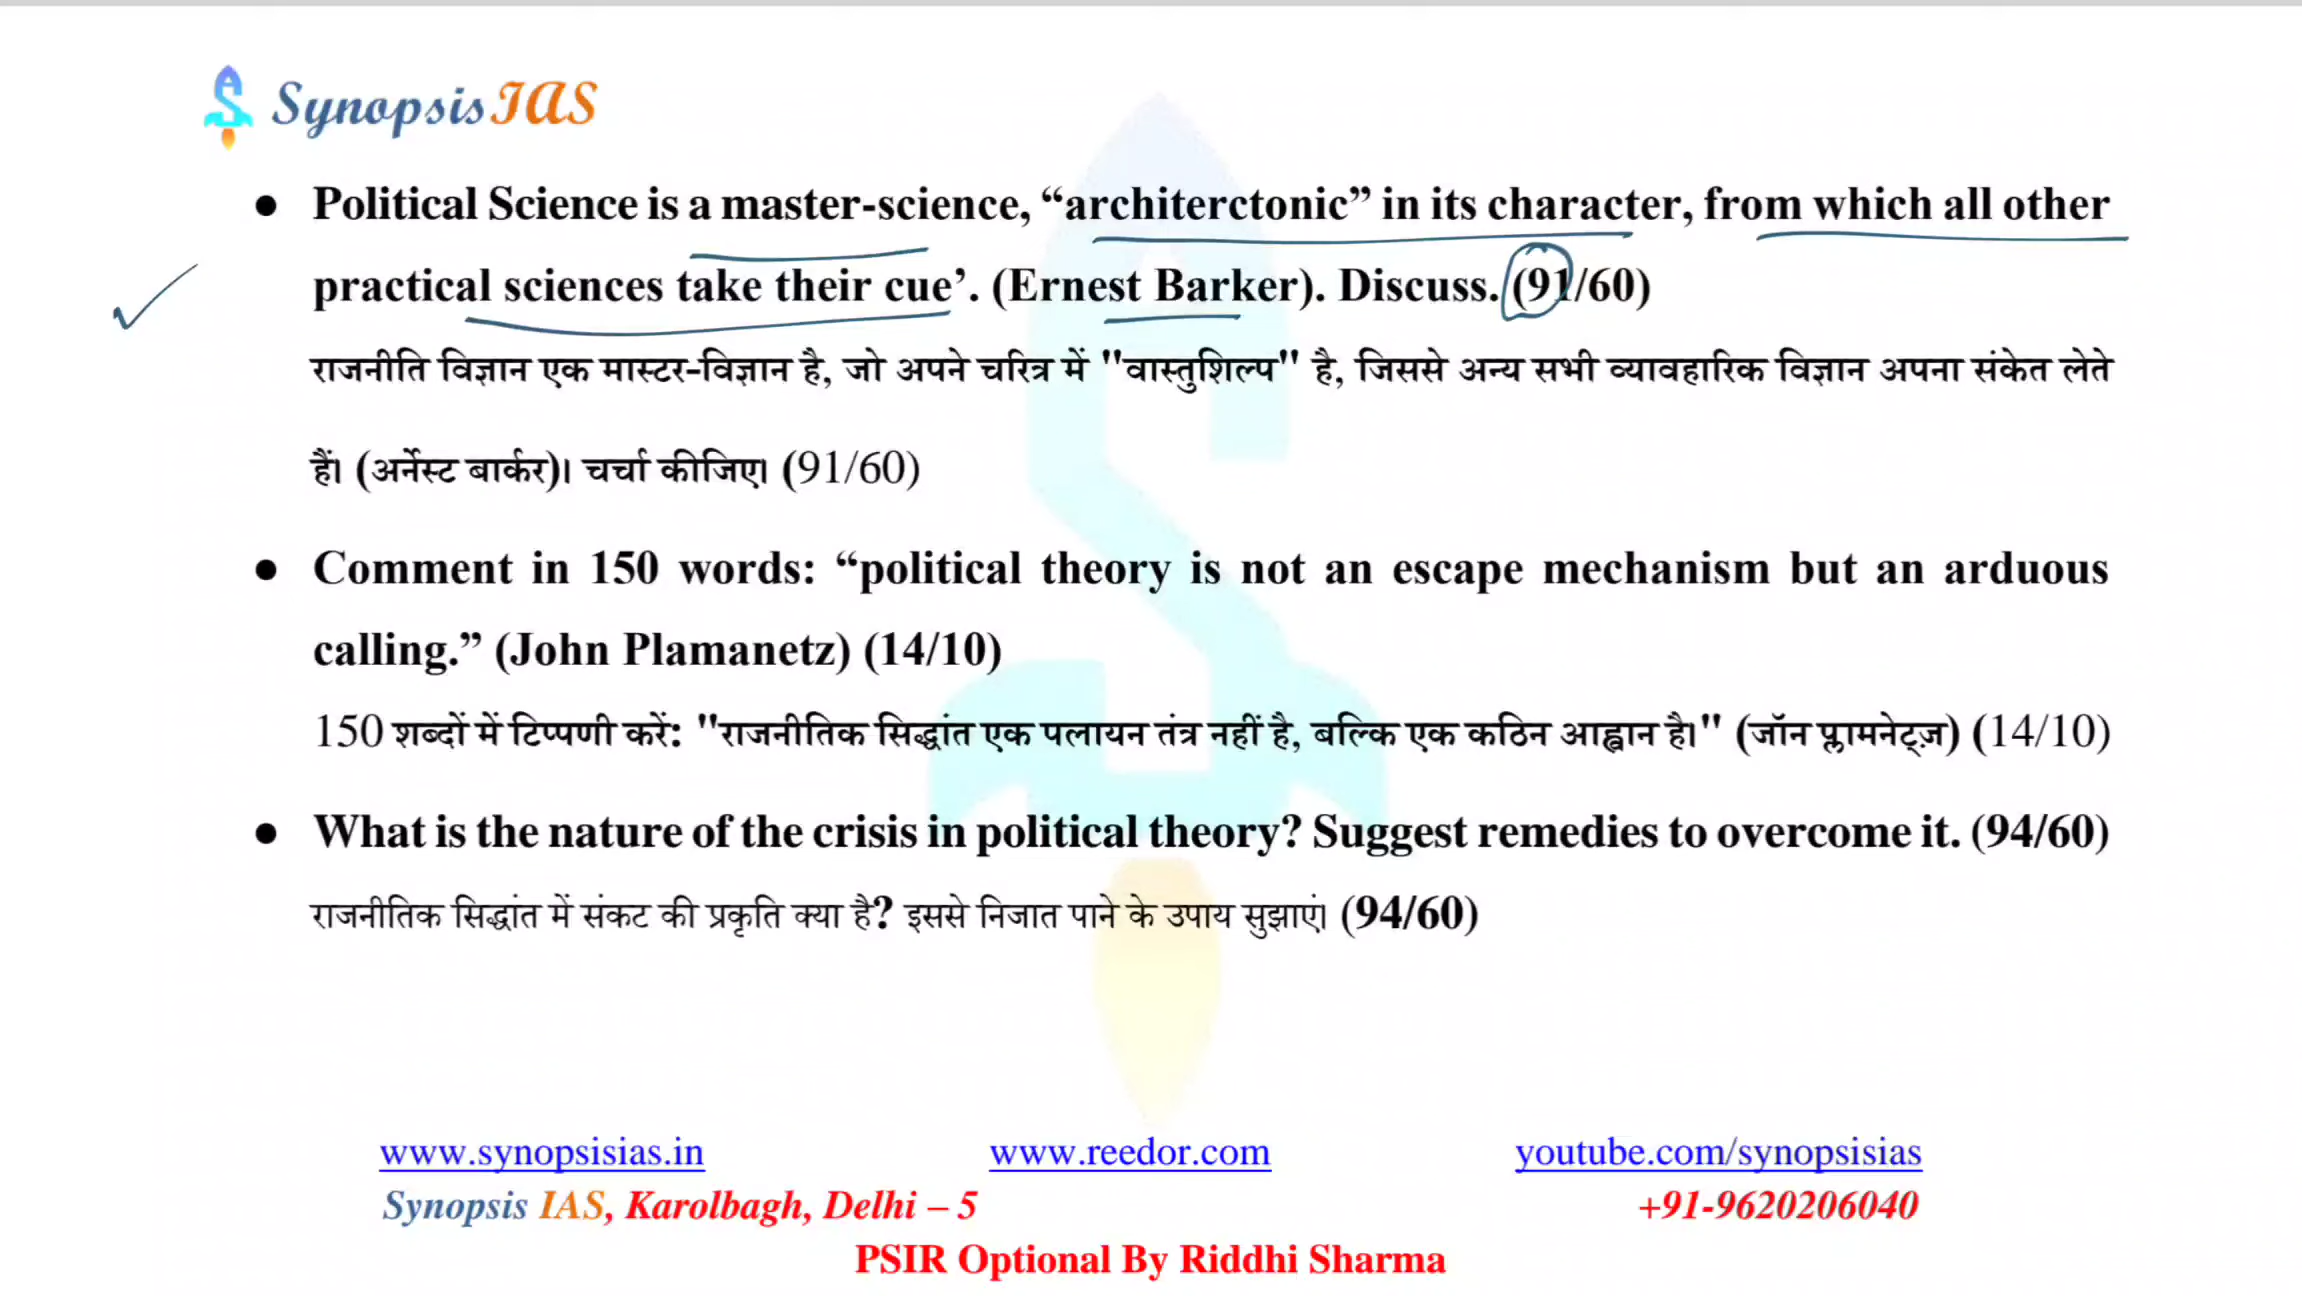 Synopsis IAS
● Political Science is a master-science, “architerctonic” in its character, from which all other
practical sciences take their cue’. (Ernest Barker). Discuss. (91/60)
राजनीति विज्ञान एक मास्टर-विज्ञान है, जो अपने चरित्र में "वास्तुशिल्प" है, जिससे अन्य सभी व्यावहारिक विज्ञान अपना संकेत लेते
हैं। (अर्नेस्ट बार्कर)। चर्चा कीजिए। (91/60)
● Comment in 150 words: “political theory is not an escape mechanism but an arduous
calling.” (John Plamanetz) (14/10)
150 शब्दों में टिप्पणी करें: "राजनीतिक सिद्धांत एक पलायन तंत्र नहीं है, बल्कि एक कठिन आह्वान है।" (जॉन प्लामनेट्ज़) (14/10)
● What is the nature of the crisis in political theory? Suggest remedies to overcome it. (94/60)
राजनीतिक सिद्धांत में संकट की प्रकृति क्या है? इससे निजात पाने के उपाय सुझाएं। (94/60)
www.synopsisias.in www.reedor.com youtube.com/synopsisias
Synopsis IAS, Karolbagh, Delhi – 5 +91-9620206040
PSIR Optional By Riddhi Sharma